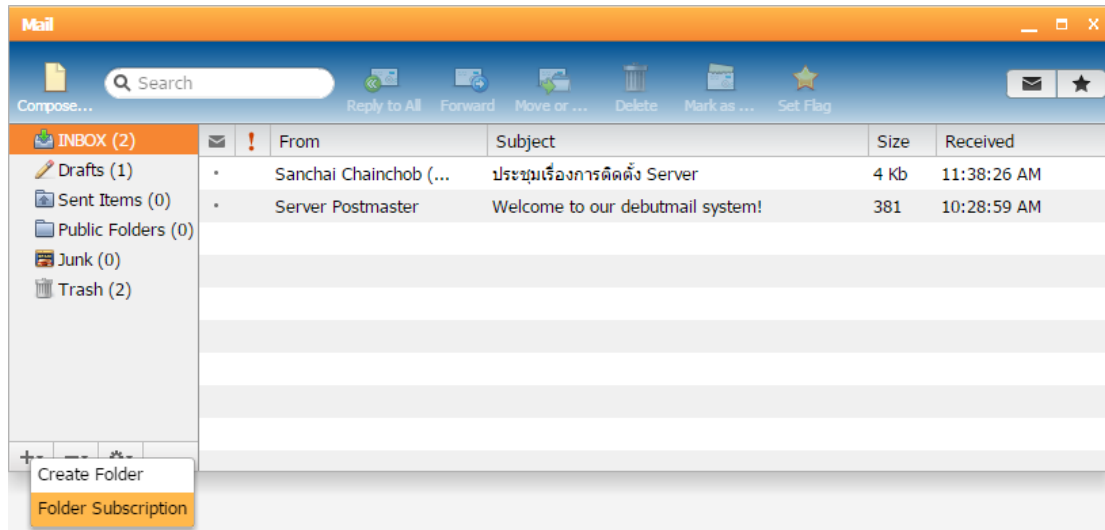 Mail
Compose...
Search
Reply to All
Forward
Move or ...
Delete
Mark as ...
Set Flag
INBOX (2)
Drafts (1)
Sent Items (0)
Public Folders (0)
Junk (0)
Trash (2)
From Subject Size Received
Sanchai Chainchob (... ประชุมเรื่องการติดตั้ง Server 4 Kb 11:38:26 AM
Server Postmaster Welcome to our debutmail system! 381 10:28:59 AM
Create Folder
Folder Subscription